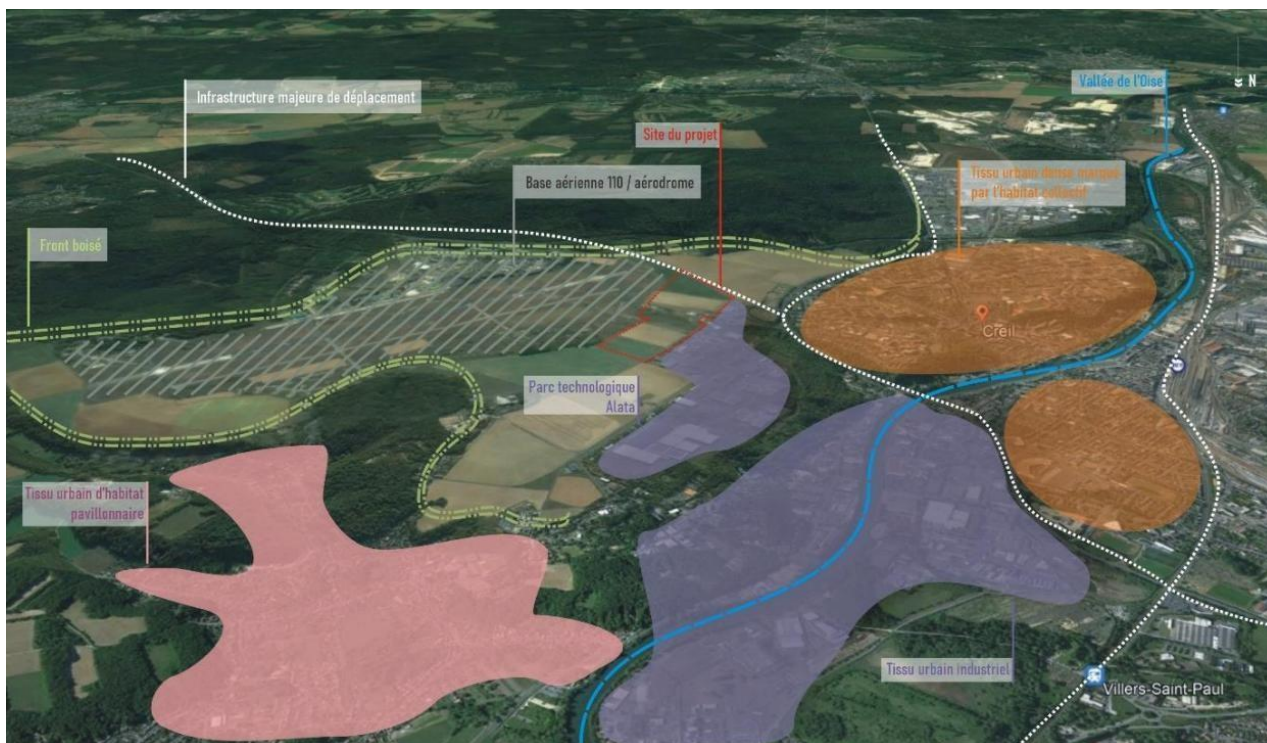 Infrastructure majeure de déplacement
Vallée de l'Oise
N
Site du projet
Base aérienne 110 / aérodrome
Tissu urbain dense marqué
par l'habitat collectif
Front boisé
Creil
Parc technologique
Alata
Tissu urbain d'habitat
pavillonnaire
Tissu urbain industriel
Villers-Saint-Paul